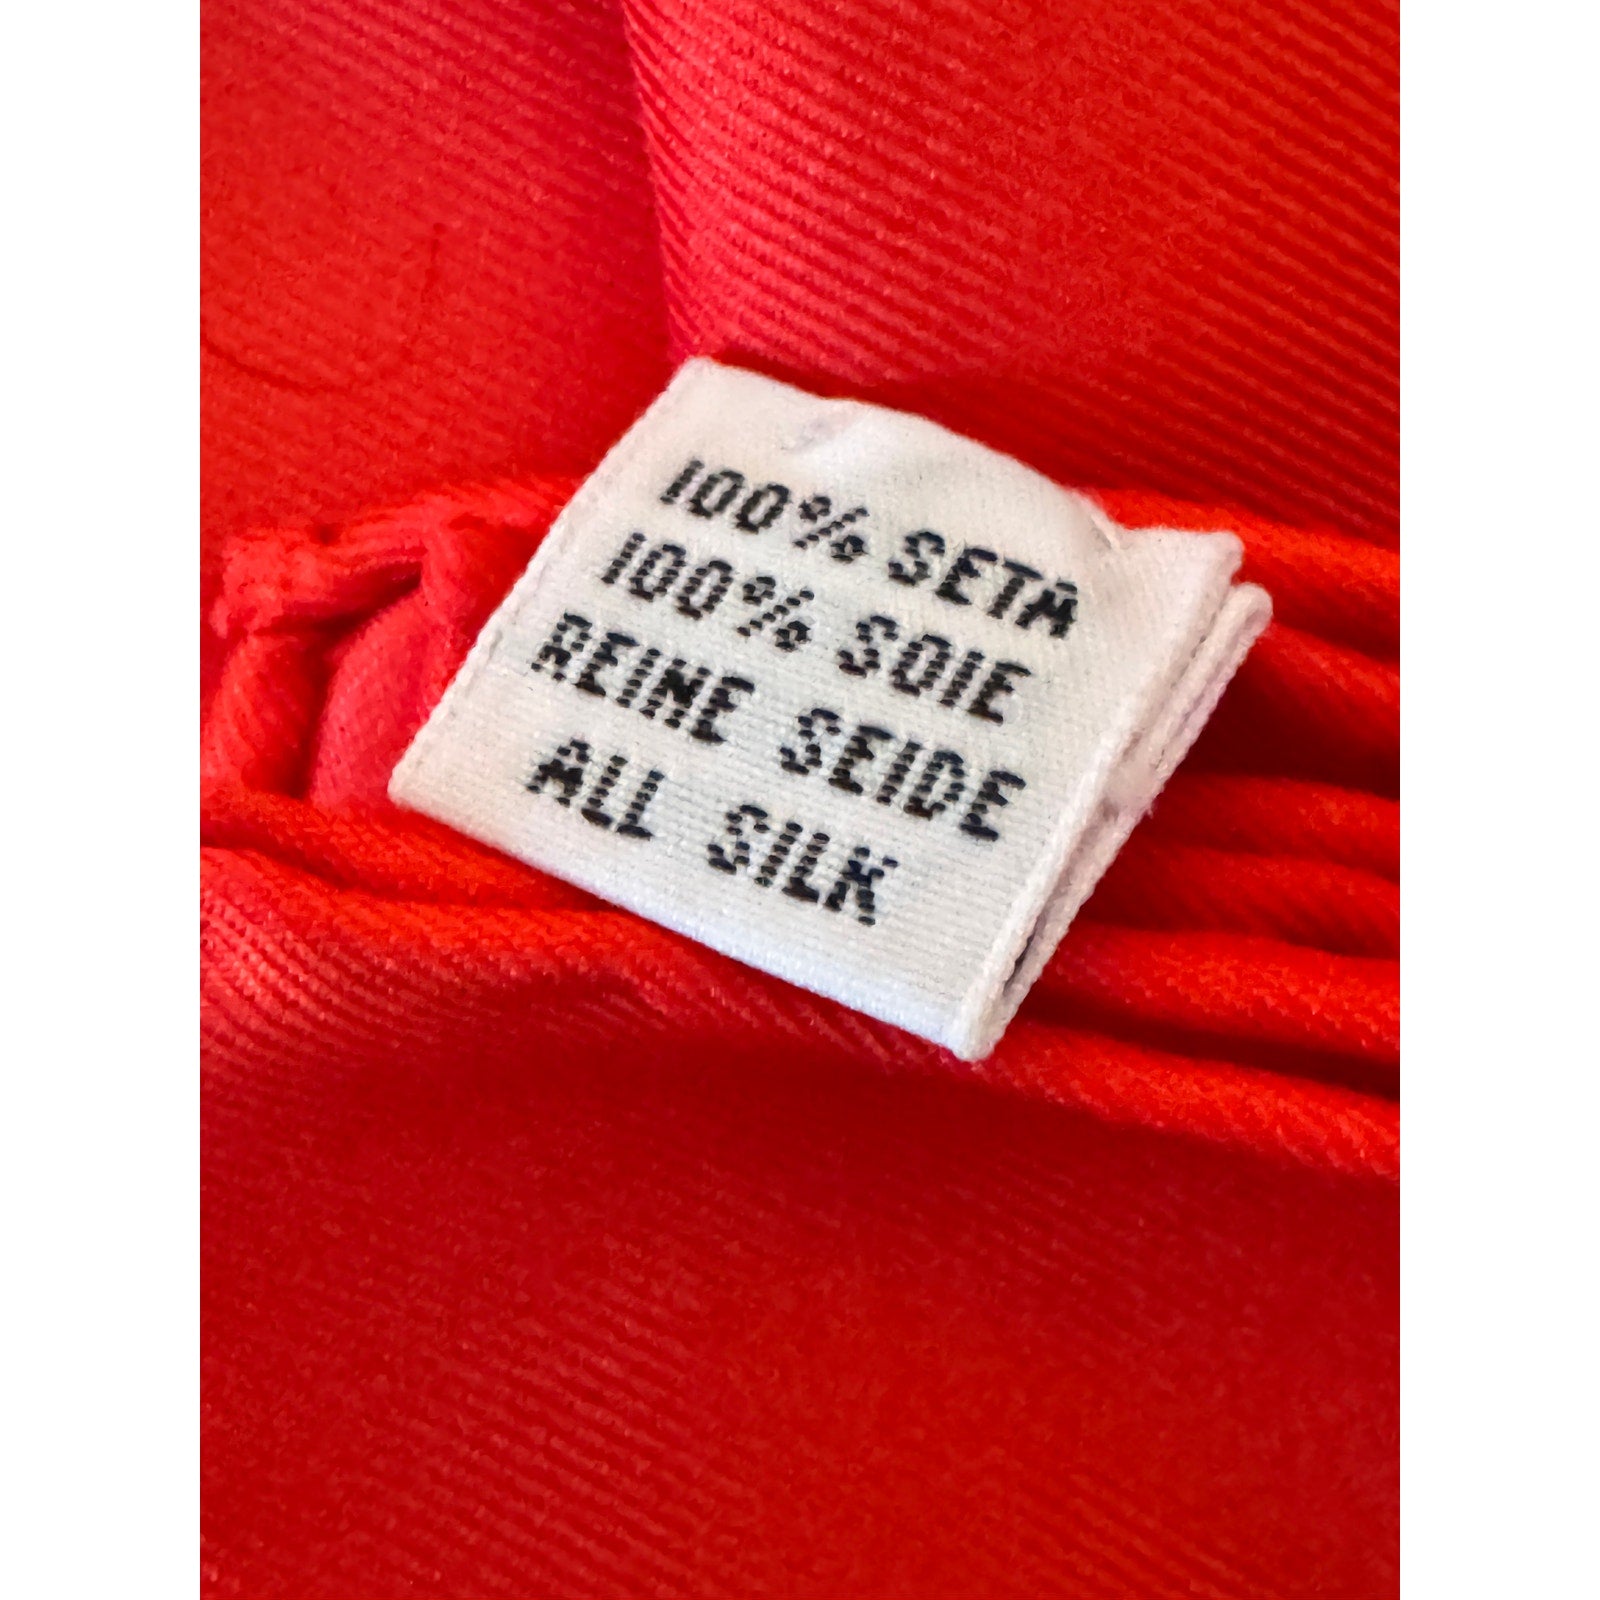 100% SETA
100% SOIE
REINE SEIDE
ALL SILK